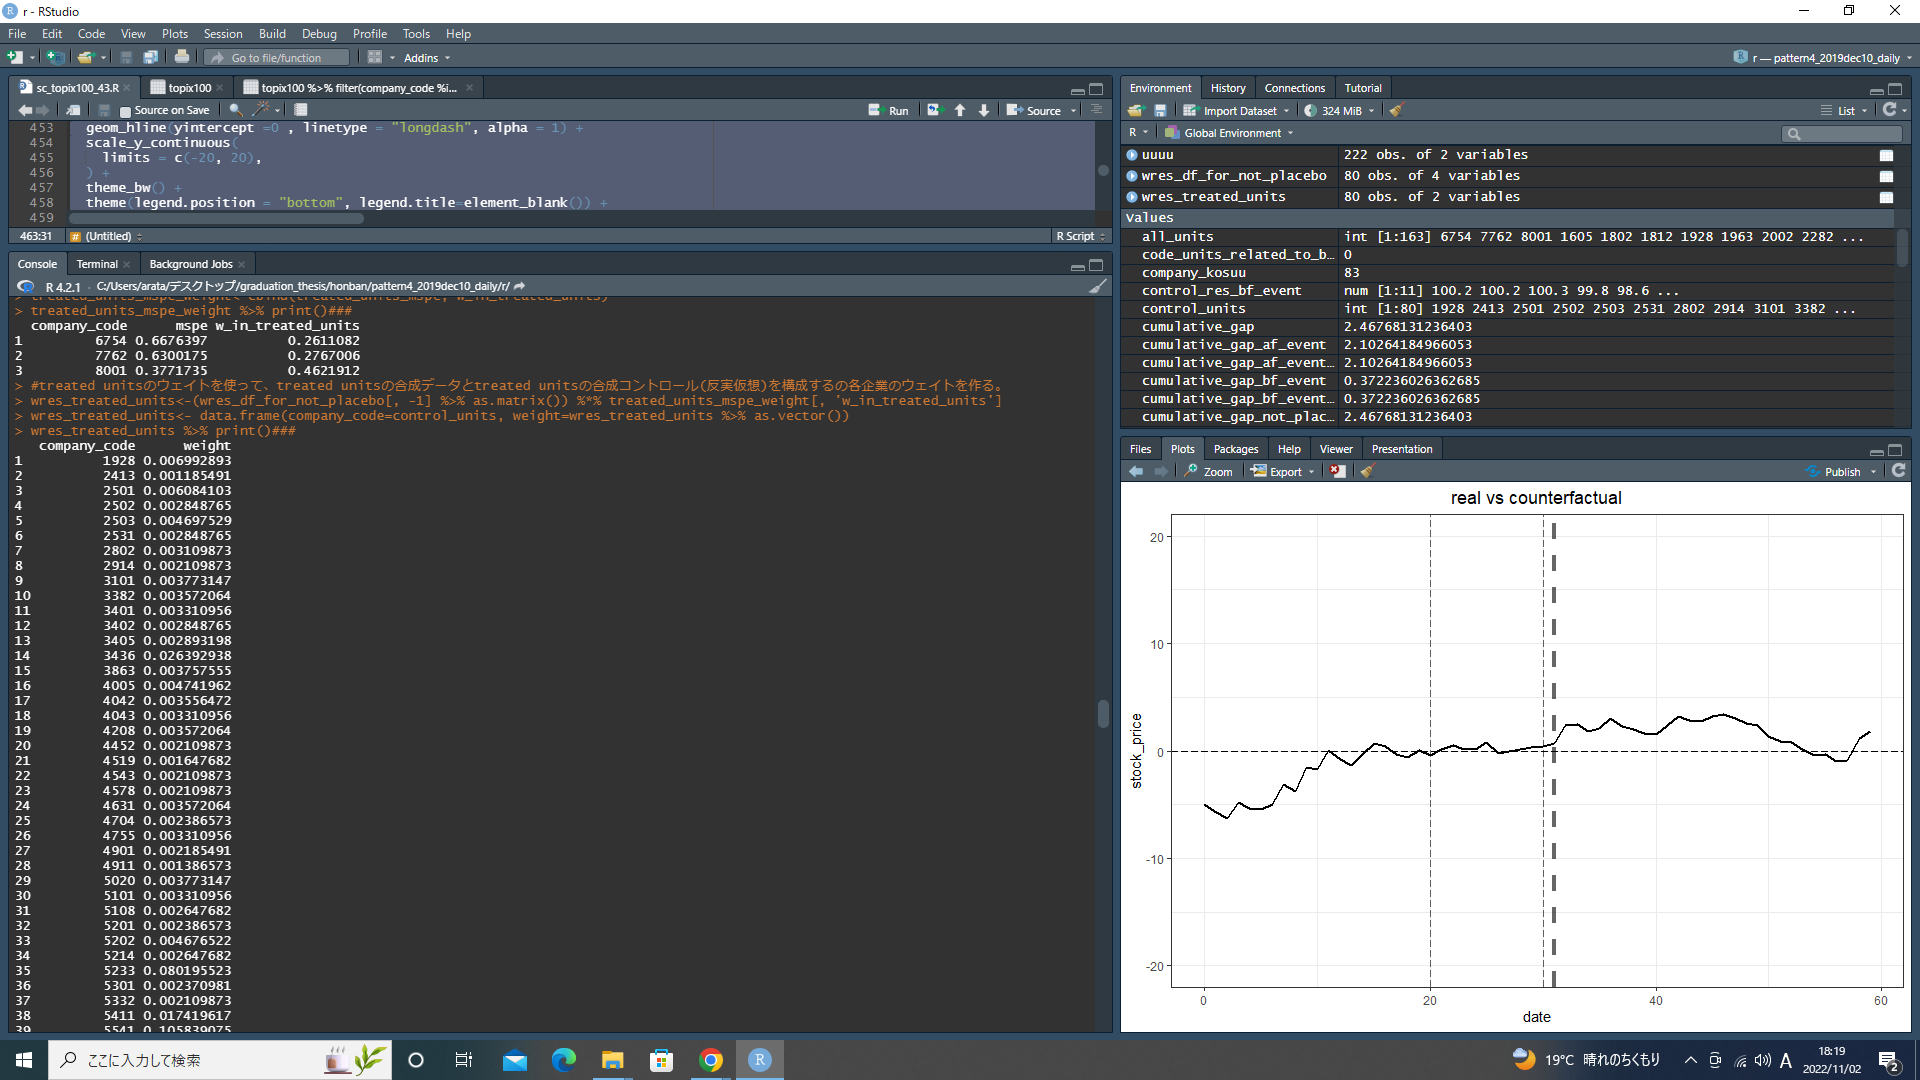 r - RStudio
File Edit Code View Plots Session Build Debug Profile Tools Help
Go to file/function
Addins
r — pattern4_2019dec10_daily
sc_topix100_43.R
topix100
topix100 %>% filter(company_code %i...
Source on Save
Run
Source
453 geom_hline(yintercept =0 , linetype = "longdash", alpha = 1) +
454 scale_y_continuous(
455 limits = c(-20, 20),
456 ) +
457 theme_bw() +
458 theme(legend.position = "bottom", legend.title=element_blank()) +
459
463:31 (Untitled) R Script
Console Terminal Background Jobs
R 4.2.1 · C:/Users/arata/デスクトップ/graduation_thesis/honban/pattern4_2019dec10_daily/r/
> treated_units_mspe_weight %>% print()###
company_code mspe w_in_treated_units
1 6754 0.6676397 0.2611082
2 7762 0.6300175 0.2767006
3 8001 0.3771735 0.4621912
> #treated unitsのウェイトを使って、treated unitsの合成データとtreated unitsの合成コントロール(反実仮想)を構成するの各企業のウェイトを作る。
> wres_treated_units<-(wres_df_for_not_placebo[, -1] %>% as.matrix()) %*% treated_units_mspe_weight[, 'w_in_treated_units']
> wres_treated_units<- data.frame(company_code=control_units, weight=wres_treated_units %>% as.vector())
> wres_treated_units %>% print()###
company_code weight
1 1928 0.006992893
2 2413 0.001185491
3 2501 0.006084103
4 2502 0.002848765
5 2503 0.004697529
6 2531 0.002848765
7 2802 0.003109873
8 2914 0.002109873
9 3101 0.003773147
10 3382 0.003572064
11 3401 0.003310956
12 3402 0.002848765
13 3405 0.002893198
14 3436 0.026392938
15 3863 0.003757555
16 4005 0.004741962
17 4042 0.003556472
18 4043 0.003310956
19 4208 0.003572064
20 4452 0.002109873
21 4519 0.001647682
22 4543 0.002109873
23 4578 0.002109873
24 4631 0.003572064
25 4704 0.002386573
26 4755 0.003310956
27 4901 0.002185491
28 4911 0.001386573
29 5020 0.003773147
30 5101 0.003310956
31 5108 0.002647682
32 5201 0.002386573
33 5202 0.004676522
34 5214 0.002647682
35 5233 0.080195523
36 5301 0.002370981
37 5332 0.002109873
38 5411 0.017419617
39 5541 0.105839075
Environment History Connections Tutorial
Import Dataset 324 MiB List
R Global Environment
uuuu 222 obs. of 2 variables
wres_df_for_not_placebo 80 obs. of 4 variables
wres_treated_units 80 obs. of 2 variables
Values
all_units int [1:163] 6754 7762 8001 1605 1802 1812 1928 1963 2002 2282 ...
code_units_related_to_b… 0
company_kosuu 83
control_res_bf_event num [1:11] 100.2 100.2 100.3 99.8 98.6 ...
control_units int [1:80] 1928 2413 2501 2502 2503 2531 2802 2914 3101 3382 ...
cumulative_gap 2.46768131236403
cumulative_gap_af_event 2.10264184966053
cumulative_gap_af_event… 2.10264184966053
cumulative_gap_bf_event 0.372236026362685
cumulative_gap_bf_event… 0.372236026362685
cumulative_gap_not_plac… 2.46768131236403
Files Plots Packages Help Viewer Presentation
Zoom Export Publish
real vs counterfactual
stock_price
20
10
0
-10
-20
0 20 40 60
date
ここに入力して検索
19°C 晴れのちくもり
A
18:19
2022/11/02
2